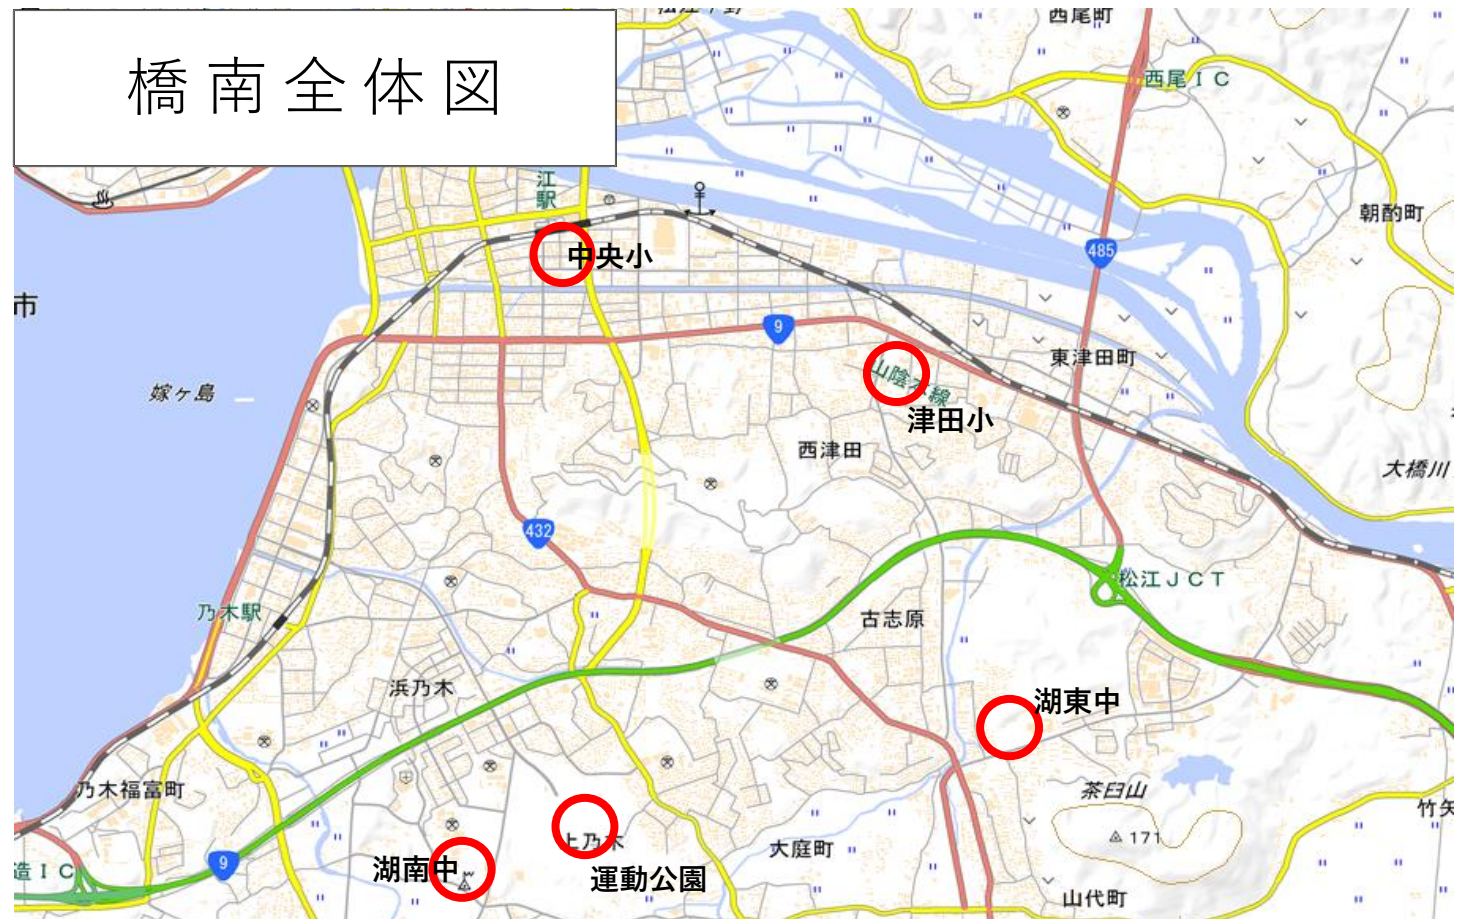 橋南全体図
西尾町
西尾ＩＣ
江駅
朝酌町
中央小
485
市
9
東津田町
嫁ヶ島
山陰本線
津田小
西津田
大橋川
432
松江ＪＣＴ
乃木駅
古志原
浜乃木
湖東中
乃木福富町
茶臼山
竹矢
171
上乃木
大庭町
造ＩＣ
9
湖南中
運動公園
山代町